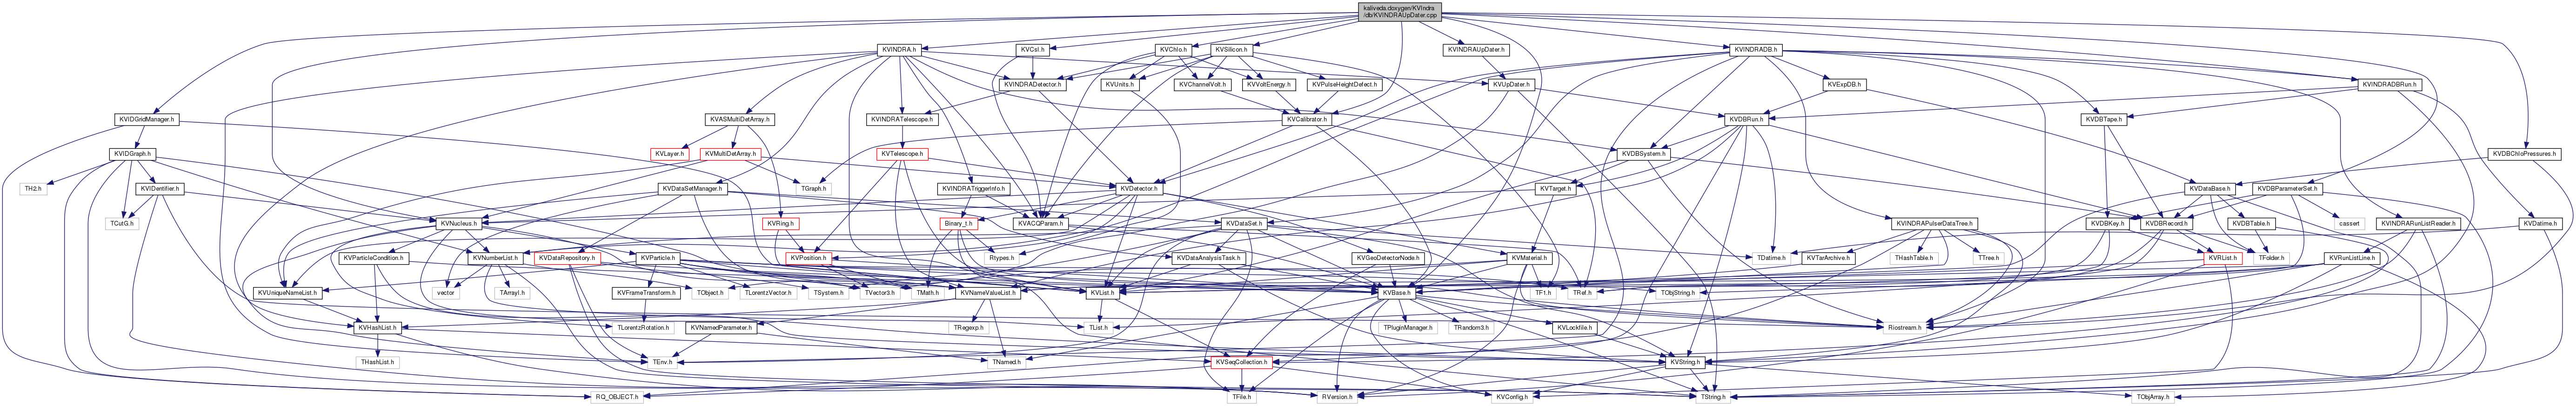 kaliveda.doxygen/KVIndra
/db/KVINDRAUpDater.cpp
KVINDRA.h
KVCsI.h
KVChIo.h
KVSilicon.h
KVINDRAUpDater.h
KVINDRADB.h
KVINDRADetector.h
KVUnits.h
KVChannelVolt.h
KVVoltEnergy.h
KVPulseHeightDefect.h
KVUpDater.h
KVExpDB.h
KVINDRADBRun.h
KVIDGridManager.h
KVASMultiDetArray.h
KVINDRATelescope.h
KVCalibrator.h
KVDBRun.h
KVDBTape.h
KVIDGraph.h
KVLayer.h
KVMultiDetArray.h
KVTelescope.h
KVDBSystem.h
KVDBChIoPressures.h
TH2.h
KVIDentifier.h
KVDataSetManager.h
TGraph.h
KVINDRATriggerInfo.h
KVDetector.h
KVTarget.h
KVDataBase.h
KVDBParameterSet.h
TCutG.h
KVNucleus.h
KVRing.h
Binary_t.h
KVACQParam.h
KVDataSet.h
KVINDRAPulserDataTree.h
KVDBKey.h
KVDBRecord.h
KVDBTable.h
casset
KVINDRARunListReader.h
KVDatime.h
KVParticleCondition.h
KVNumberList.h
KVDataRepository.h
KVParticle.h
KVPosition.h
Rtypes.h
KVDataAnalysisTask.h
KVGeoDetectorNode.h
KVMaterial.h
TDatime.h
KVTarArchive.h
THashTable.h
TTree.h
KVRList.h
TFolder.h
KVRunListLine.h
KVUniqueNameList.h
vector
TArrayI.h
KVFrameTransform.h
TObject.h
TLorentzVector.h
TSystem.h
TVector3.h
TMath.h
KVNameValueList.h
KVList.h
KVBase.h
TF1.h
TRef.h
TObjString.h
KVHashList.h
TLorentzRotation.h
KVNamedParameter.h
TRegexp.h
TList.h
TPluginManager.h
TRandom3.h
KVLockfile.h
Riostream.h
THashList.h
TEnv.h
TNamed.h
KVSeqCollection.h
KVString.h
RQ_OBJECT.h
TFile.h
RVersion.h
KVConfig.h
TString.h
TObjArray.h